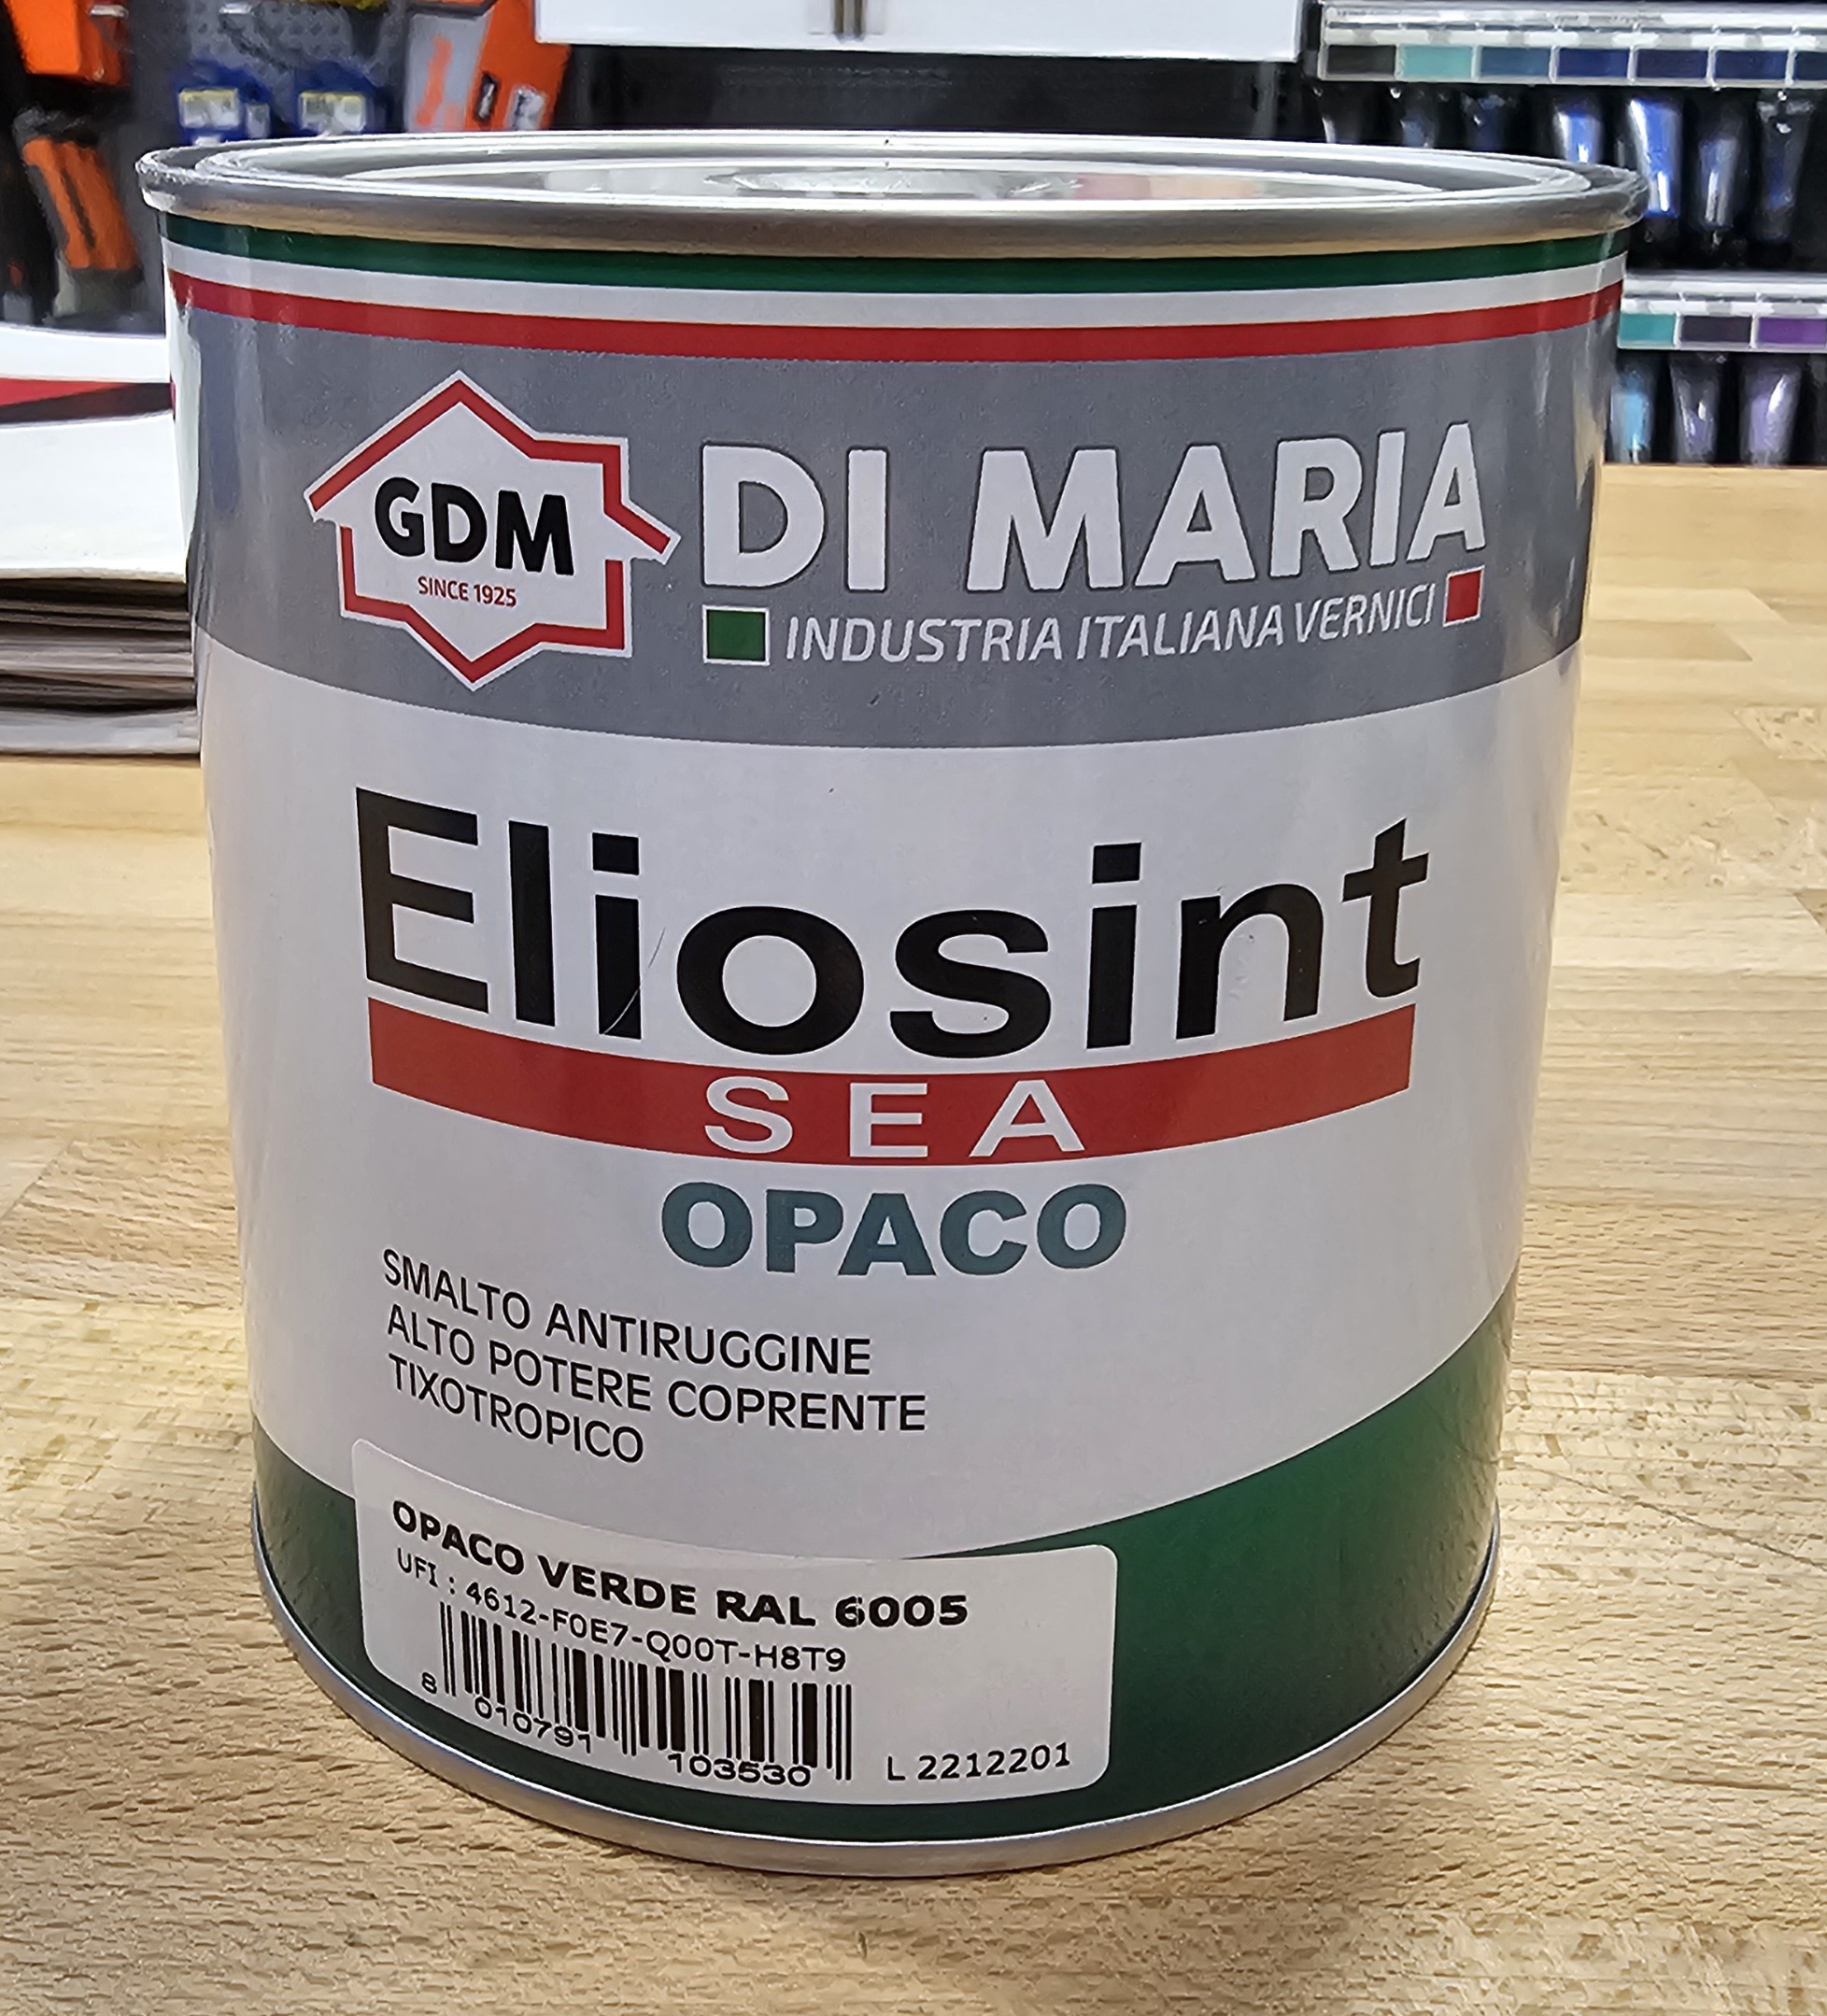 GDM
SINCE 1925
DI MARIA
INDUSTRIA ITALIANA VERNICI
Eliosint
SEA
OPACO
SMALTO ANTIRUGGINE
ALTO POTERE COPRENTE
TIXOTROPICO
OPACO VERDE RAL 6005
UFI : 4612-F0E7-Q00T-H8T9
8 010791 103530
L 2212201